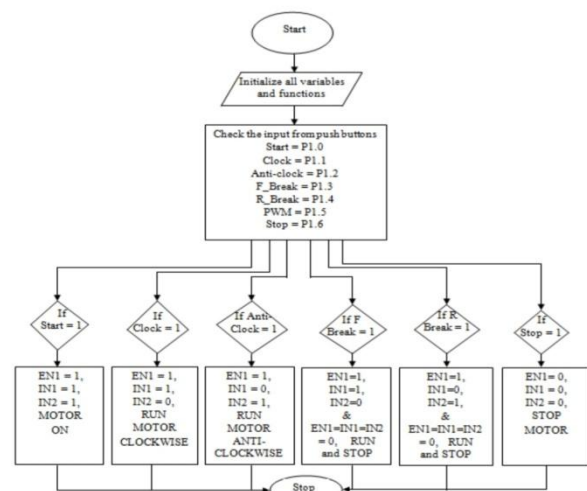 Start
Initialize all variables
and functions
Check the input from push buttons
Start = P1.0
Clock = P1.1
Anti-clock = P1.2
F_Break = P1.3
R_Break = P1.4
PWM = P1.5
Stop = P1.6
If
Start = 1
If
Clock = 1
If Anti-
Clock = 1
If F
Break = 1
If R
Break = 1
If
Stop = 1
EN1 = 1,
IN1 = 1,
IN2 = 1,
MOTOR
ON
EN1 = 1,
IN1 = 1,
IN2 = 0,
RUN
MOTOR
CLOCKWISE
EN1 = 1,
IN1 = 0,
IN2 = 1,
RUN
MOTOR
ANTI-
CLOCKWISE
EN1=1,
IN1=1,
IN2=0
&
EN1=IN1=IN2
= 0, RUN
and STOP
EN1=1,
IN1=0,
IN2=1,
&
EN1=IN1=IN2
= 0, RUN
and STOP
EN1= 0,
IN1 = 0,
IN2 = 0,
STOP
MOTOR
Stop